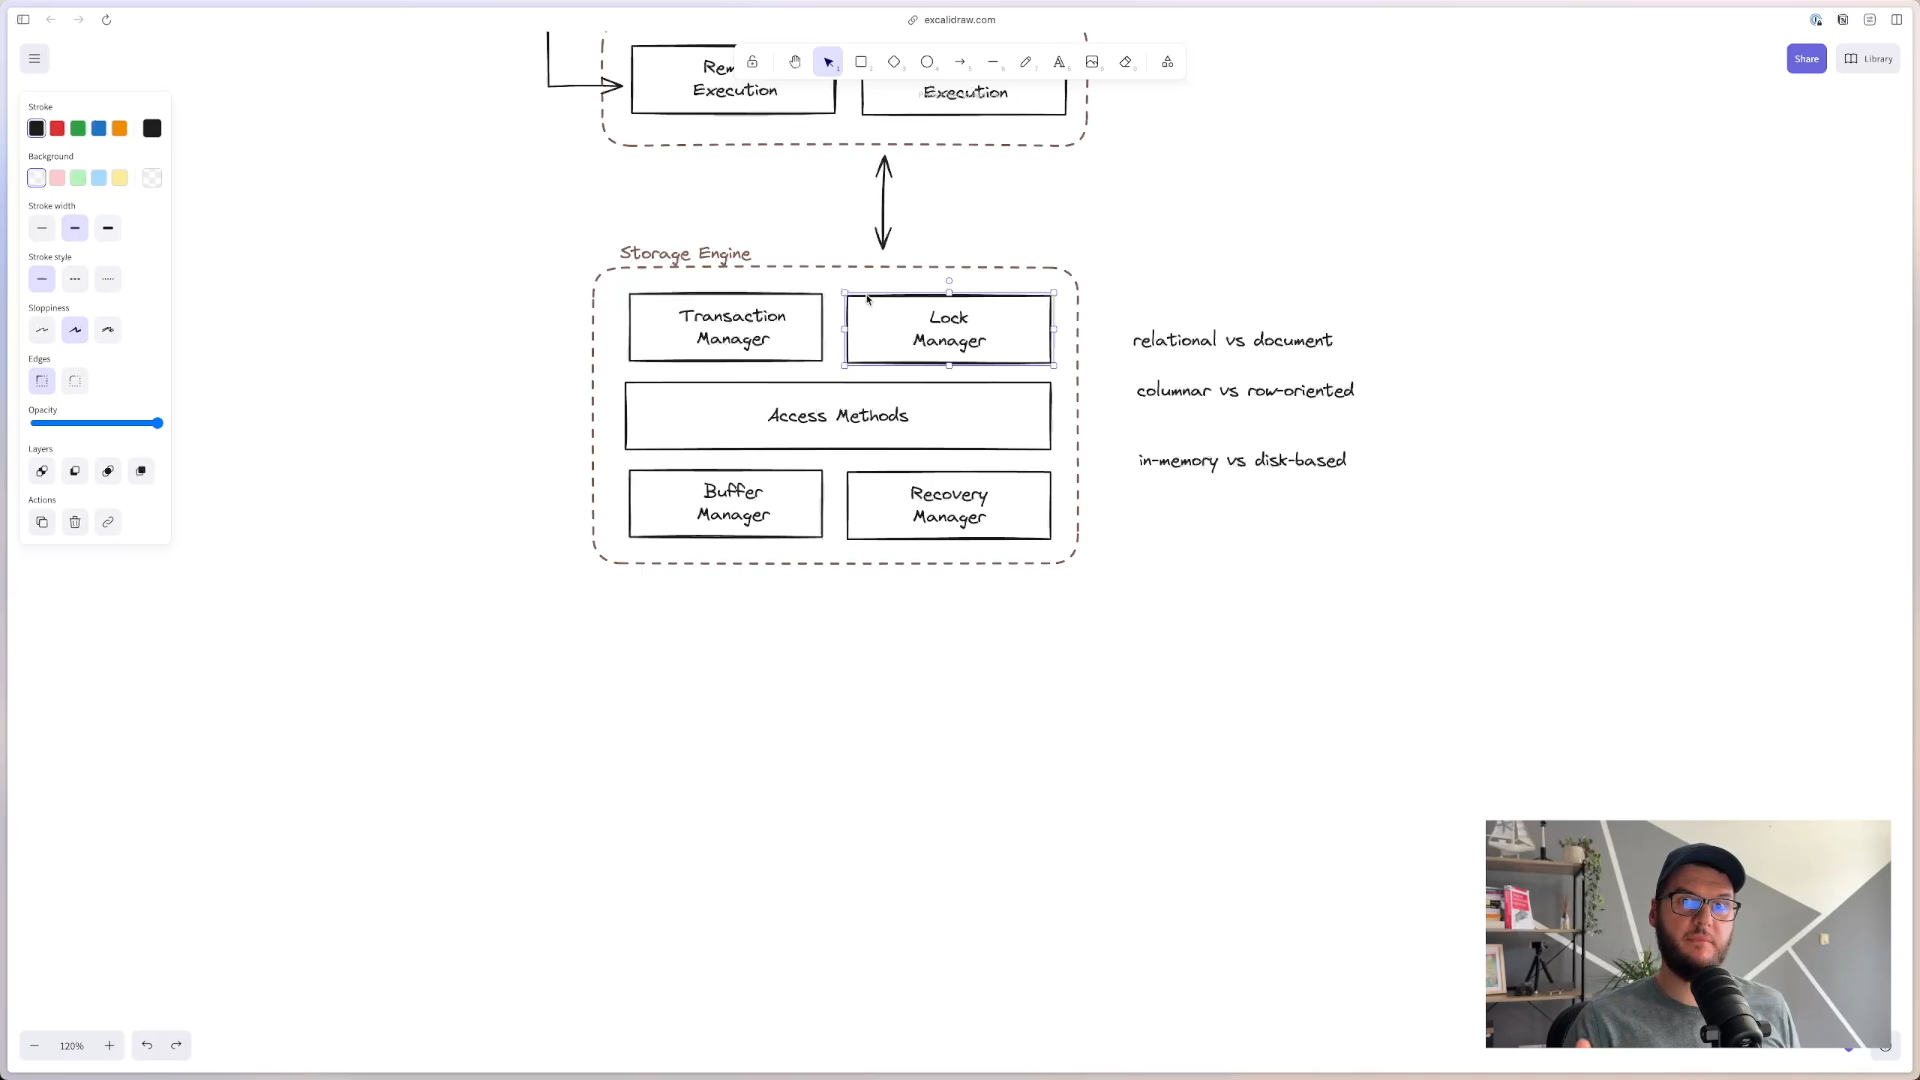 excalidraw.com
Share
Library
Rem
Execution
Execution
Stroke
Background
Stroke width
Stroke style
Sloppiness
Edges
Opacity
Layers
Actions
Storage Engine
Transaction
Manager
Lock
Manager
Access Methods
Buffer
Manager
Recovery
Manager
relational vs document
columnar vs row-oriented
in-memory vs disk-based
120%